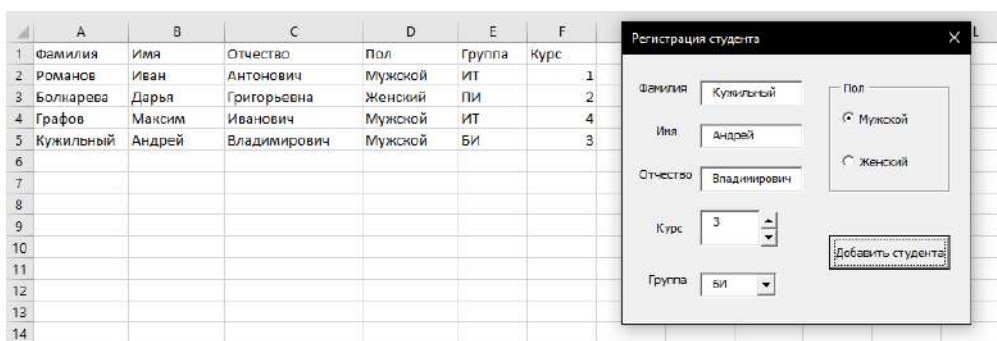 A B C D E F L
1 Фамилия Имя Отчество Пол Группа Курс
2 Романов Иван Антонович Мужской ИТ 1
3 Болкарева Дарья Григорьевна Женский ПИ 2
4 Графов Максим Иванович Мужской ИТ 4
5 Кужильный Андрей Владимирович Мужской БИ 3
6
7
8
9
10
11
12
13
14
Регистрация студента
Фамилия Кужильный
Пол
Мужской
Имя Андрей
Женский
Отчество Владимирович
Курс 3
Добавить студента
Группа БИ